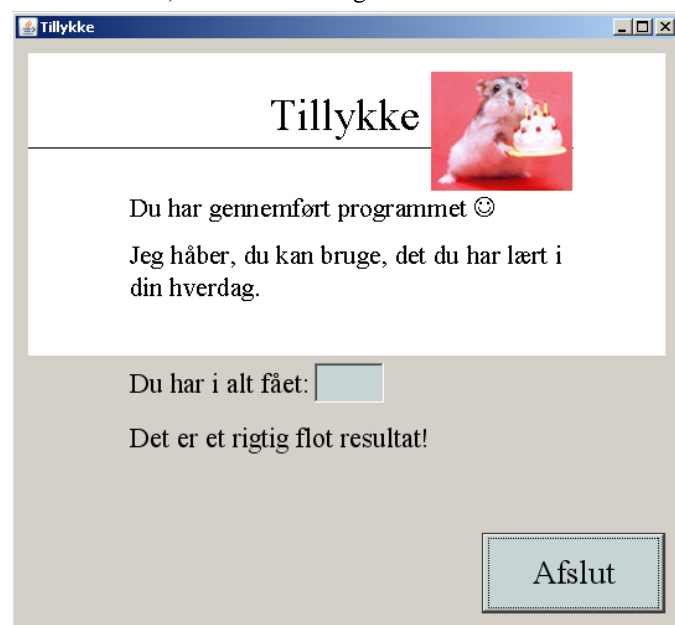 Tillykke
Tillykke
Du har gennemført programmet ☺
Jeg håber, du kan bruge, det du har lært i
din hverdag.
Du har i alt fået:
Det er et rigtig flot resultat!
Afslut